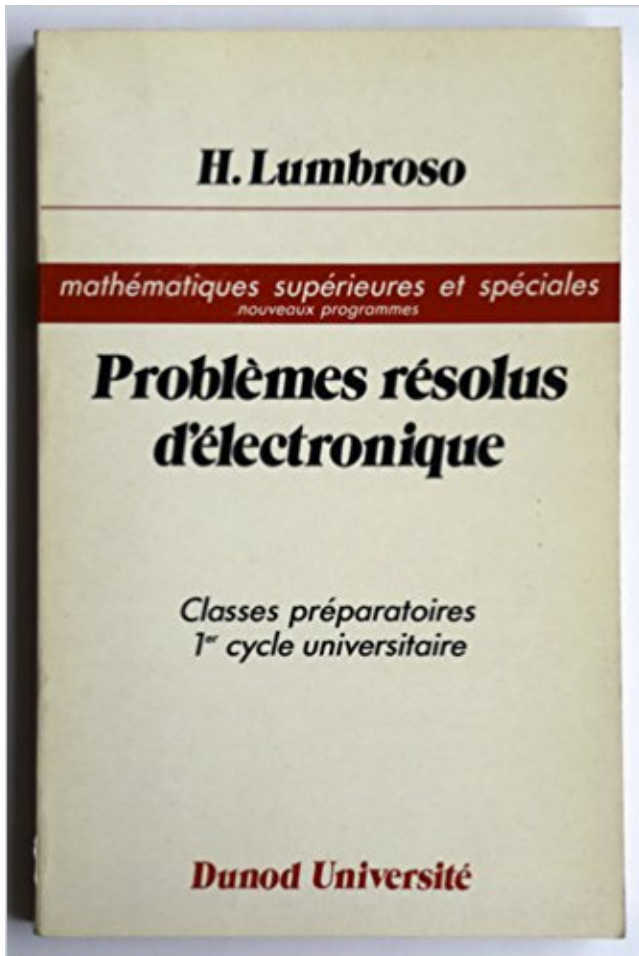 H. Lumbroso
mathématiques supérieures et spéciales
nouveaux programmes
Problèmes résolus
d'électronique
Classes préparatoires
1er cycle universitaire
Dunod Université